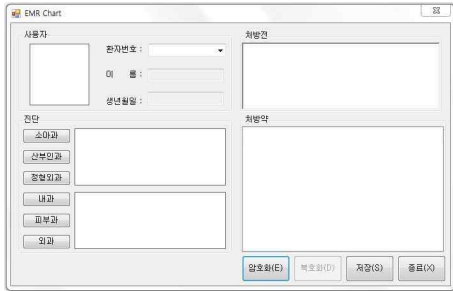 EMR Chart
사용자
환자번호 :
이 름 :
생년월일 :
처방전
진단
소아과
산부인과
정형외과
내과
피부과
외과
처방약
암호화(E)
복호화(D)
저장(S)
종료(X)